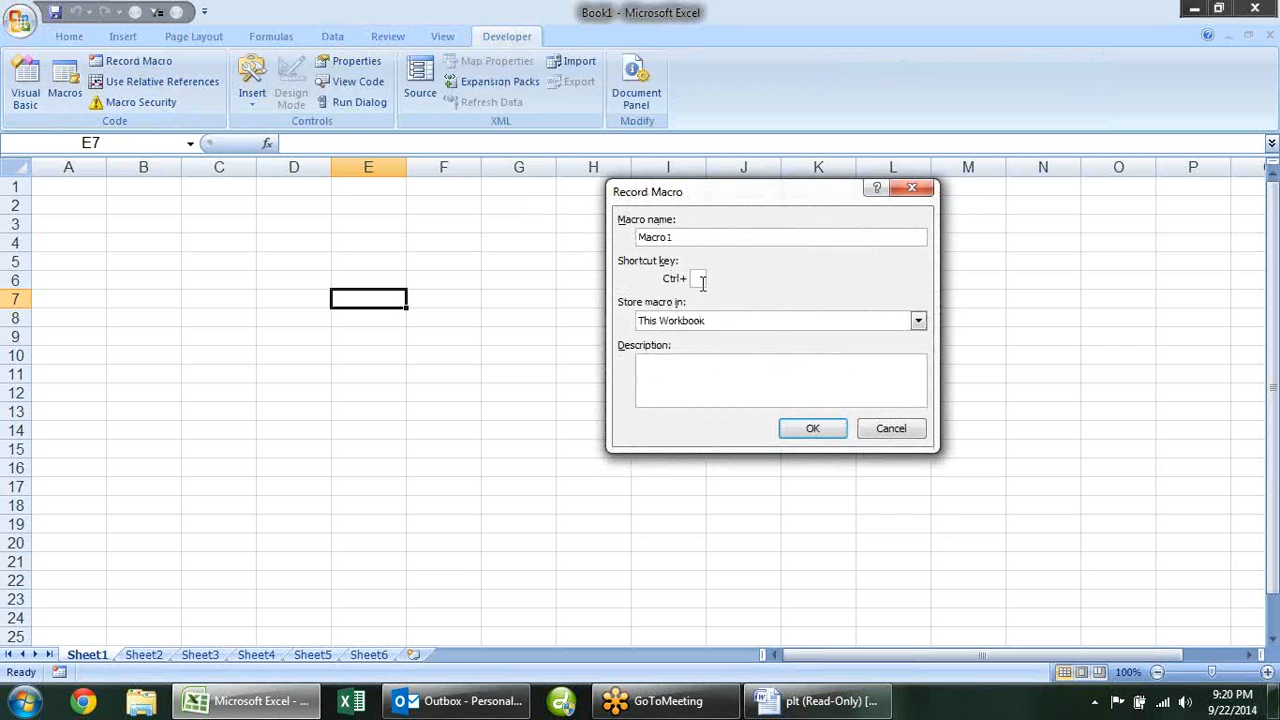 Book1 - Microsoft Excel
Home Insert Page Layout Formulas Data Review View Developer
Visual Basic
Macros
Record Macro
Use Relative References
Macro Security
Code
Insert
Design Mode
Properties
View Code
Run Dialog
Controls
Source
Map Properties
Expansion Packs
Refresh Data
Import
Export
XML
Document Panel
Modify
E7
fx
A B C D E F G H I J K L M N O P
1
2
3
4
5
6
7
8
9
10
11
12
13
14
15
16
17
18
19
20
21
22
23
24
25
Record Macro
Macro name:
Macro1
Shortcut key:
Ctrl+
Store macro in:
This Workbook
Description:
OK Cancel
Sheet1 Sheet2 Sheet3 Sheet4 Sheet5 Sheet6
Ready
100%
Microsoft Excel - ...
Outbox - Personal...
GoToMeeting
plt (Read-Only) [...
9:20 PM
9/22/2014